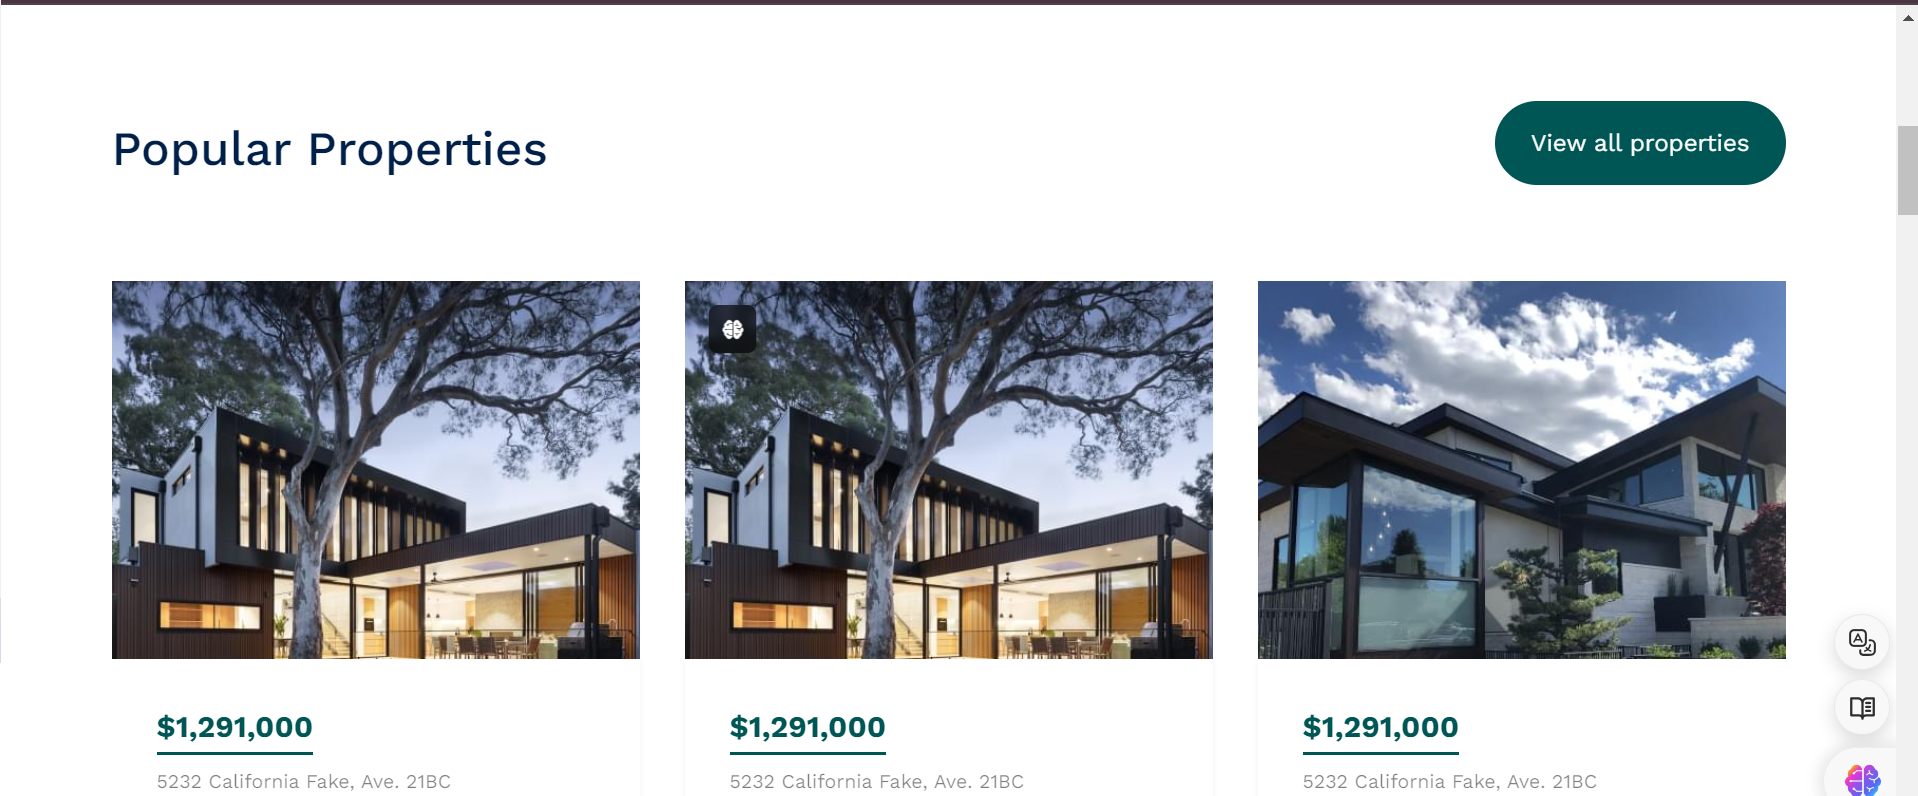 Popular Properties
View all properties
$1,291,000
5232 California Fake, Ave. 21BC
$1,291,000
5232 California Fake, Ave. 21BC
$1,291,000
5232 California Fake, Ave. 21BC